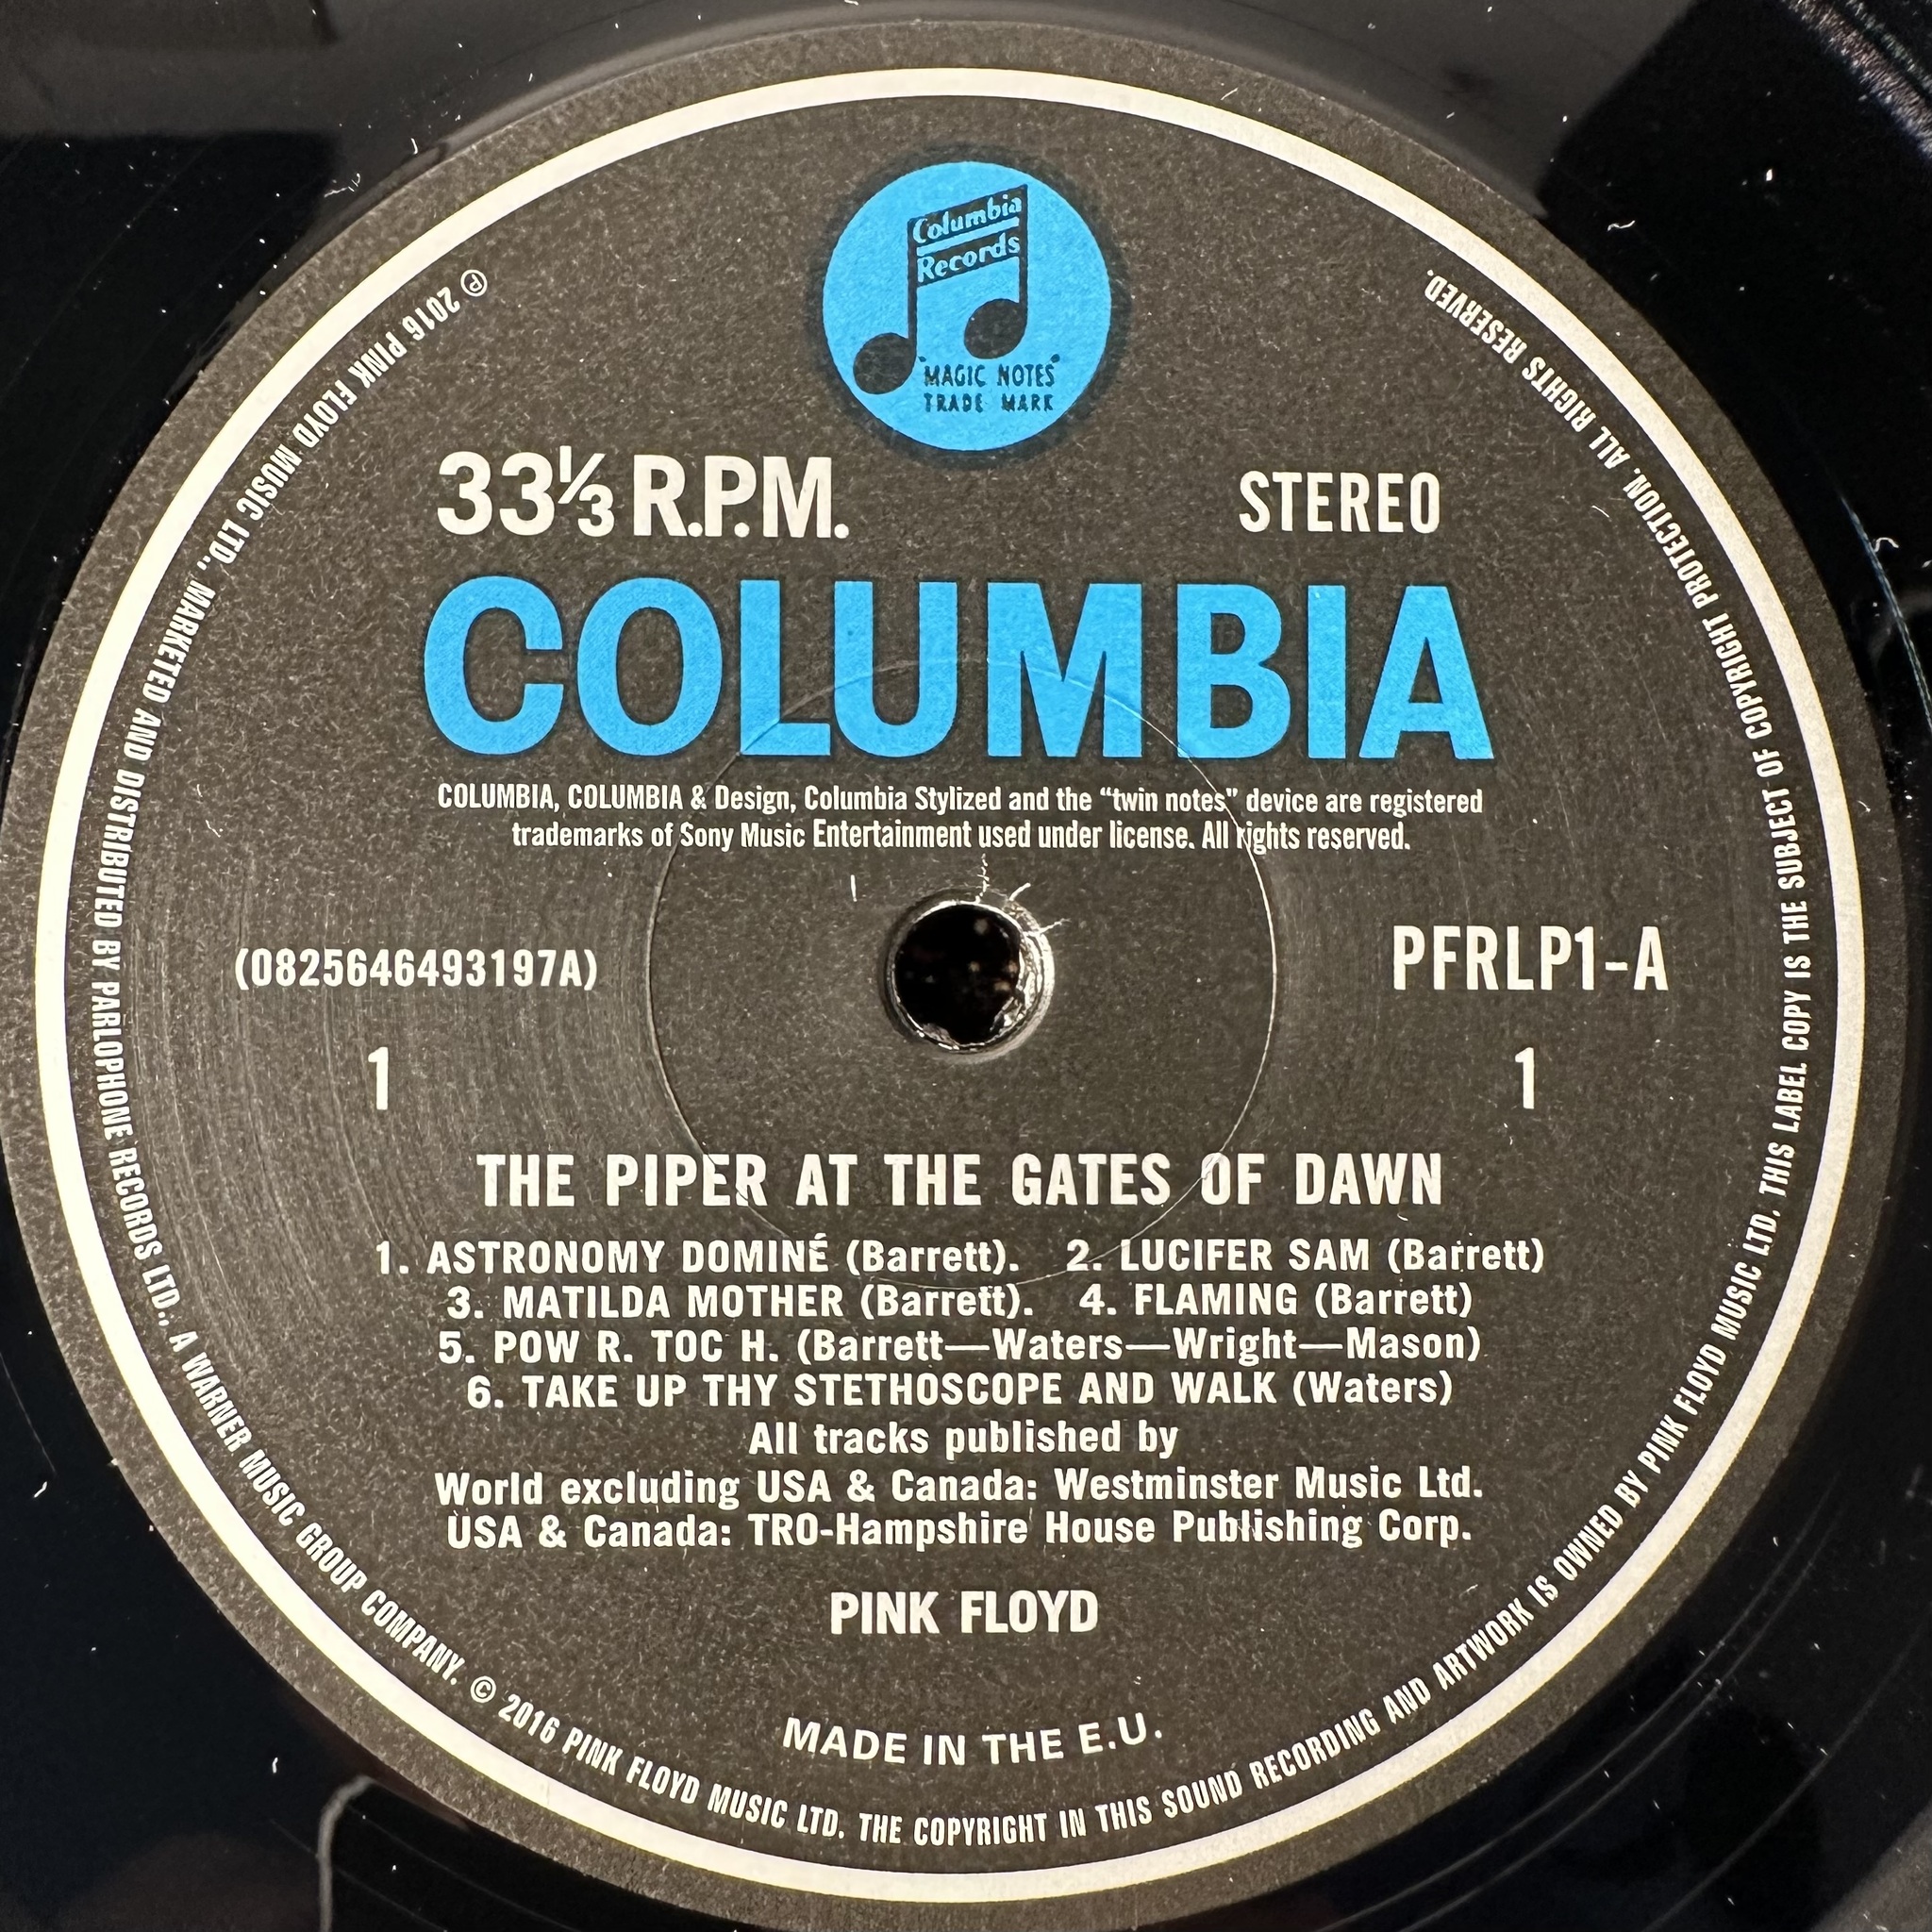 Columbia
Records
'MAGIC NOTES'
TRADE MARK
33⅓ R.P.M.
STEREO
COLUMBIA
COLUMBIA, COLUMBIA & Design, Columbia Stylized and the “twin notes” device are registered
trademarks of Sony Music Entertainment used under license. All rights reserved.
(0825646493197A)
PFRLP1-A
1
1
THE PIPER AT THE GATES OF DAWN
1. ASTRONOMY DOMINÉ (Barrett). 2. LUCIFER SAM (Barrett)
3. MATILDA MOTHER (Barrett). 4. FLAMING (Barrett)
5. POW R. TOC H. (Barrett—Waters—Wright—Mason)
6. TAKE UP THY STETHOSCOPE AND WALK (Waters)
All tracks published by
World excluding USA & Canada: Westminster Music Ltd.
USA & Canada: TRO-Hampshire House Publishing Corp.
PINK FLOYD
MADE IN THE E.U.
℗ 2016 PINK FLOYD MUSIC LTD., MARKETED AND DISTRIBUTED BY PARLOPHONE RECORDS LTD., A WARNER MUSIC GROUP COMPANY. © 2016 PINK FLOYD MUSIC LTD. THE COPYRIGHT IN THIS SOUND RECORDING AND ARTWORK IS OWNED BY PINK FLOYD MUSIC LTD. THIS LABEL COPY IS THE SUBJECT OF COPYRIGHT PROTECTION. ALL RIGHTS RESERVED.